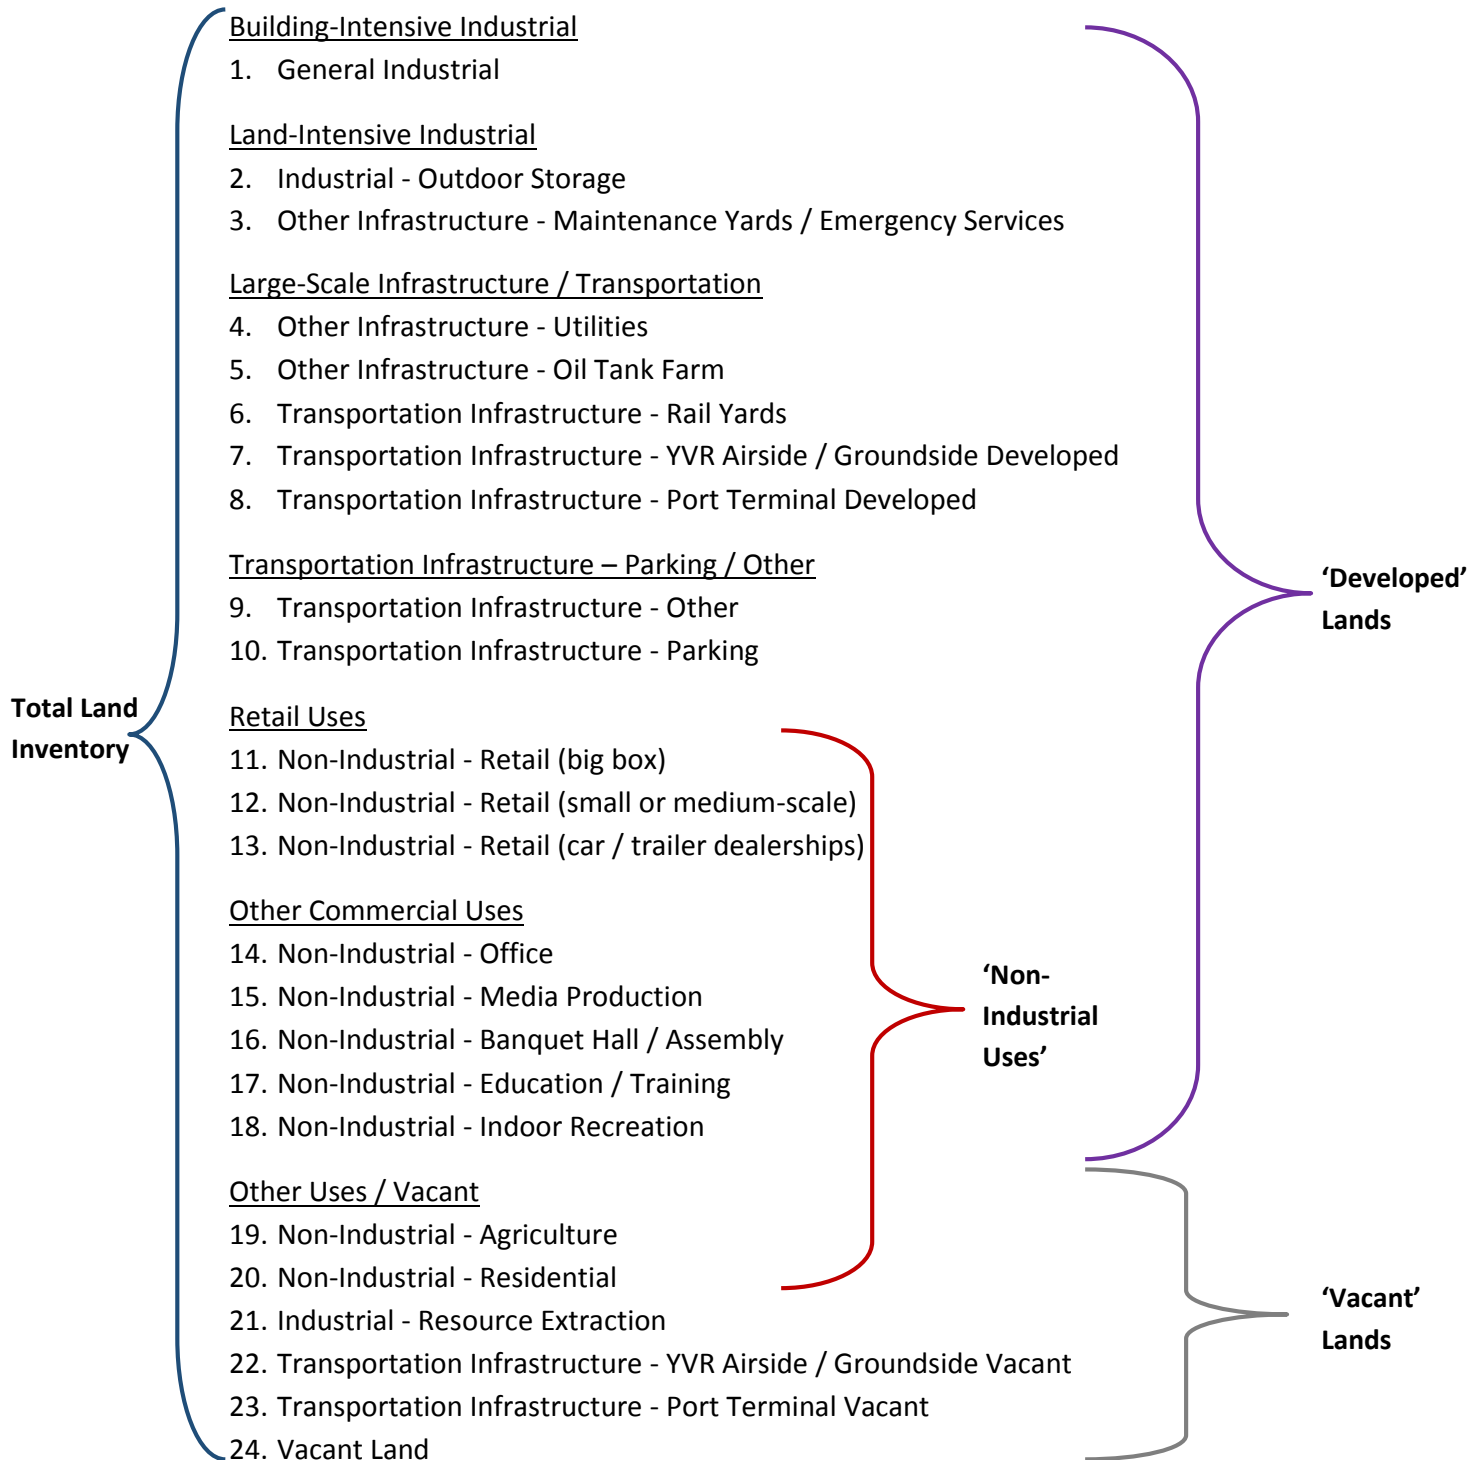 Building-Intensive Industrial
1. General Industrial
Land-Intensive Industrial
2. Industrial - Outdoor Storage
3. Other Infrastructure - Maintenance Yards / Emergency Services
Large-Scale Infrastructure / Transportation
4. Other Infrastructure - Utilities
5. Other Infrastructure - Oil Tank Farm
6. Transportation Infrastructure - Rail Yards
7. Transportation Infrastructure - YVR Airside / Groundside Developed
8. Transportation Infrastructure - Port Terminal Developed
Transportation Infrastructure – Parking / Other
9. Transportation Infrastructure - Other
10. Transportation Infrastructure - Parking
Retail Uses
11. Non-Industrial - Retail (big box)
12. Non-Industrial - Retail (small or medium-scale)
13. Non-Industrial - Retail (car / trailer dealerships)
Other Commercial Uses
14. Non-Industrial - Office
15. Non-Industrial - Media Production
16. Non-Industrial - Banquet Hall / Assembly
17. Non-Industrial - Education / Training
18. Non-Industrial - Indoor Recreation
Other Uses / Vacant
19. Non-Industrial - Agriculture
20. Non-Industrial - Residential
21. Industrial - Resource Extraction
22. Transportation Infrastructure - YVR Airside / Groundside Vacant
23. Transportation Infrastructure - Port Terminal Vacant
24. Vacant Land
Total Land
Inventory
‘Non-
Industrial
Uses’
‘Developed’
Lands
‘Vacant’
Lands